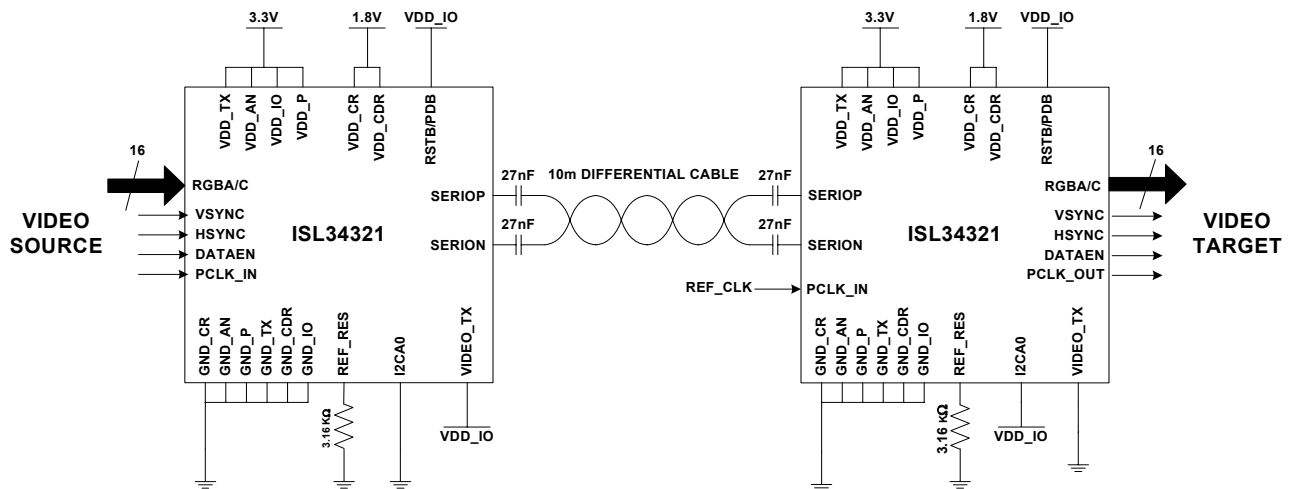 3.3V
1.8V
VDD_IO
3.3V
1.8V
VDD_IO
VDD_TX
VDD_AN
VDD_IO
VDD_P
VDD_CR
VDD_CDR
RSTB/PDB
VDD_TX
VDD_AN
VDD_IO
VDD_P
VDD_CR
VDD_CDR
RSTB/PDB
16
RGBA/C
VIDEO
SOURCE
VSYNC
HSYNC
DATAEN
PCLK_IN
ISL34321
SERIOP
SERION
27nF
27nF
10m DIFFERENTIAL CABLE
27nF
27nF
SERIOP
SERION
REF_CLK
PCLK_IN
ISL34321
16
RGBA/C
VSYNC
HSYNC
DATAEN
PCLK_OUT
VIDEO
TARGET
GND_CR
GND_AN
GND_P
GND_TX
GND_CDR
GND_IO
REF_RES
I2CA0
VIDEO_TX
GND_CR
GND_AN
GND_P
GND_TX
GND_CDR
GND_IO
REF_RES
I2CA0
VIDEO_TX
3.16 KΩ
VDD_IO
3.16 KΩ
VDD_IO